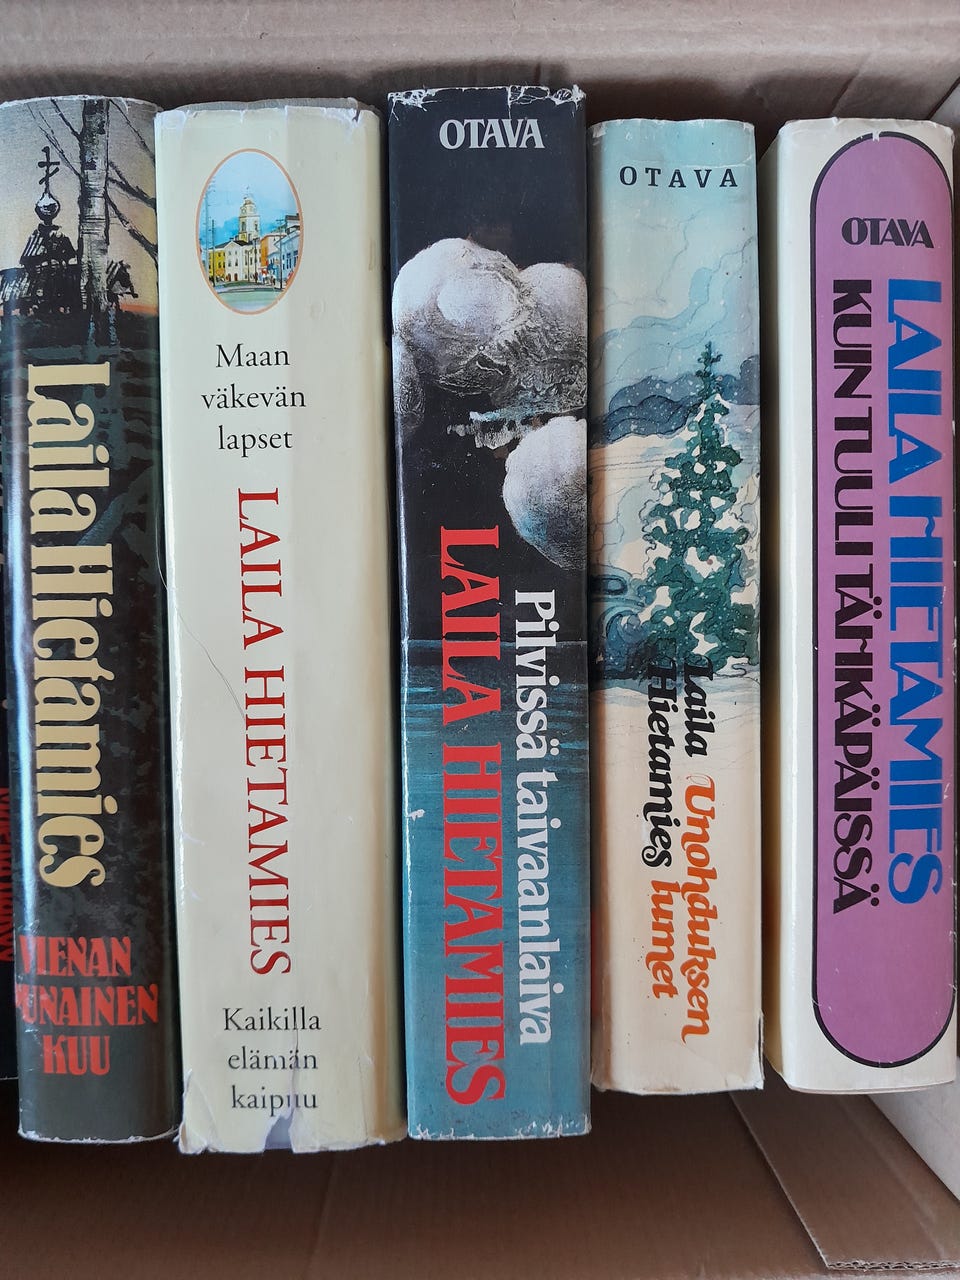 Laila Hietamies
VIENAN
PUNAINEN
KUU
Maan
väkevän
lapset
LAILA HIETAMIES
Kaikilla
elämän
kaipuu
OTAVA
Pilvissä taivaanlaiva
LAILA HIETAMIES
OTAVA
Laila
Hietamies
Unohduksen
lumet
OTAVA
LAILA HIETAMIES
KUIN TUULI TÄHKÄPÄISSÄ